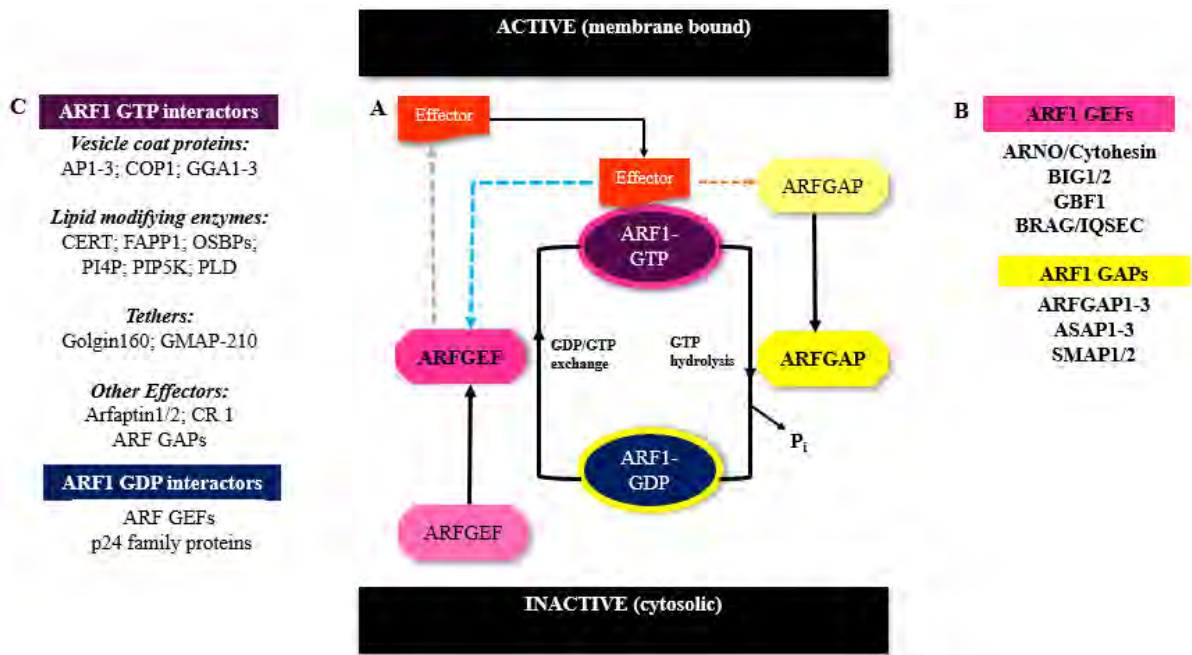 ACTIVE (membrane bound)
C
ARF1 GTP interactors
Vesicle coat proteins:
AP1-3; COP1; GGA1-3
Lipid modifying enzymes:
CERT; FAPP1; OSBPs;
PI4P; PIP5K; PLD
Tethers:
Golgin160; GMAP-210
Other Effectors:
Arfaptin1/2; CR 1
ARF GAPs
ARF1 GDP interactors
ARF GEFs
p24 family proteins
A
Effector
Effector
ARFGAP
ARF1-
GTP
ARFGEF
GDP/GTP
exchange
GTP
hydrolysis
ARFGAP
Pi
ARF1-
GDP
ARFGEF
B
ARF1 GEFs
ARNO/Cytohesin
BIG1/2
GBF1
BRAG/IQSEC
ARF1 GAPs
ARFGAP1-3
ASAP1-3
SMAP1/2
INACTIVE (cytosolic)